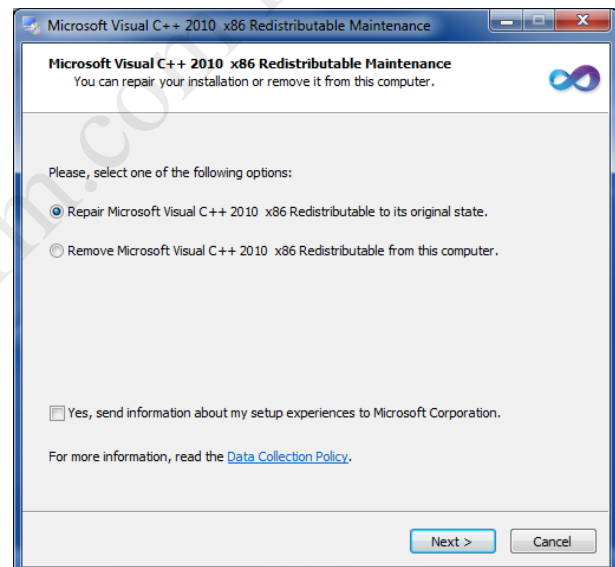 Microsoft Visual C++ 2010  x86 Redistributable Maintenance
Microsoft Visual C++ 2010  x86 Redistributable Maintenance
You can repair your installation or remove it from this computer.
Please, select one of the following options:
Repair Microsoft Visual C++ 2010  x86 Redistributable to its original state.
Remove Microsoft Visual C++ 2010  x86 Redistributable from this computer.
Yes, send information about my setup experiences to Microsoft Corporation.
For more information, read the Data Collection Policy.
Next >
Cancel